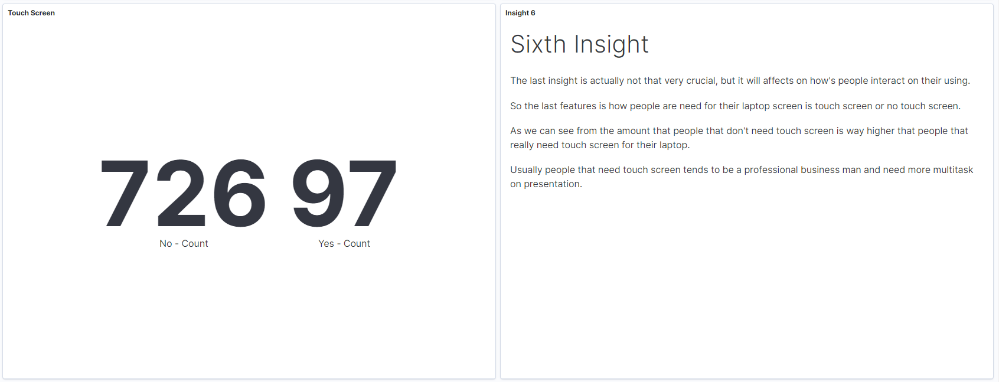 Touch Screen
726 97
No - Count
Yes - Count
Insight 6
Sixth Insight
The last insight is actually not that very crucial, but it will affects on how's people interact on their using.
So the last features is how people are need for their laptop screen is touch screen or no touch screen.
As we can see from the amount that people that don't need touch screen is way higher that people that
really need touch screen for their laptop.
Usually people that need touch screen tends to be a professional business man and need more multitask
on presentation.